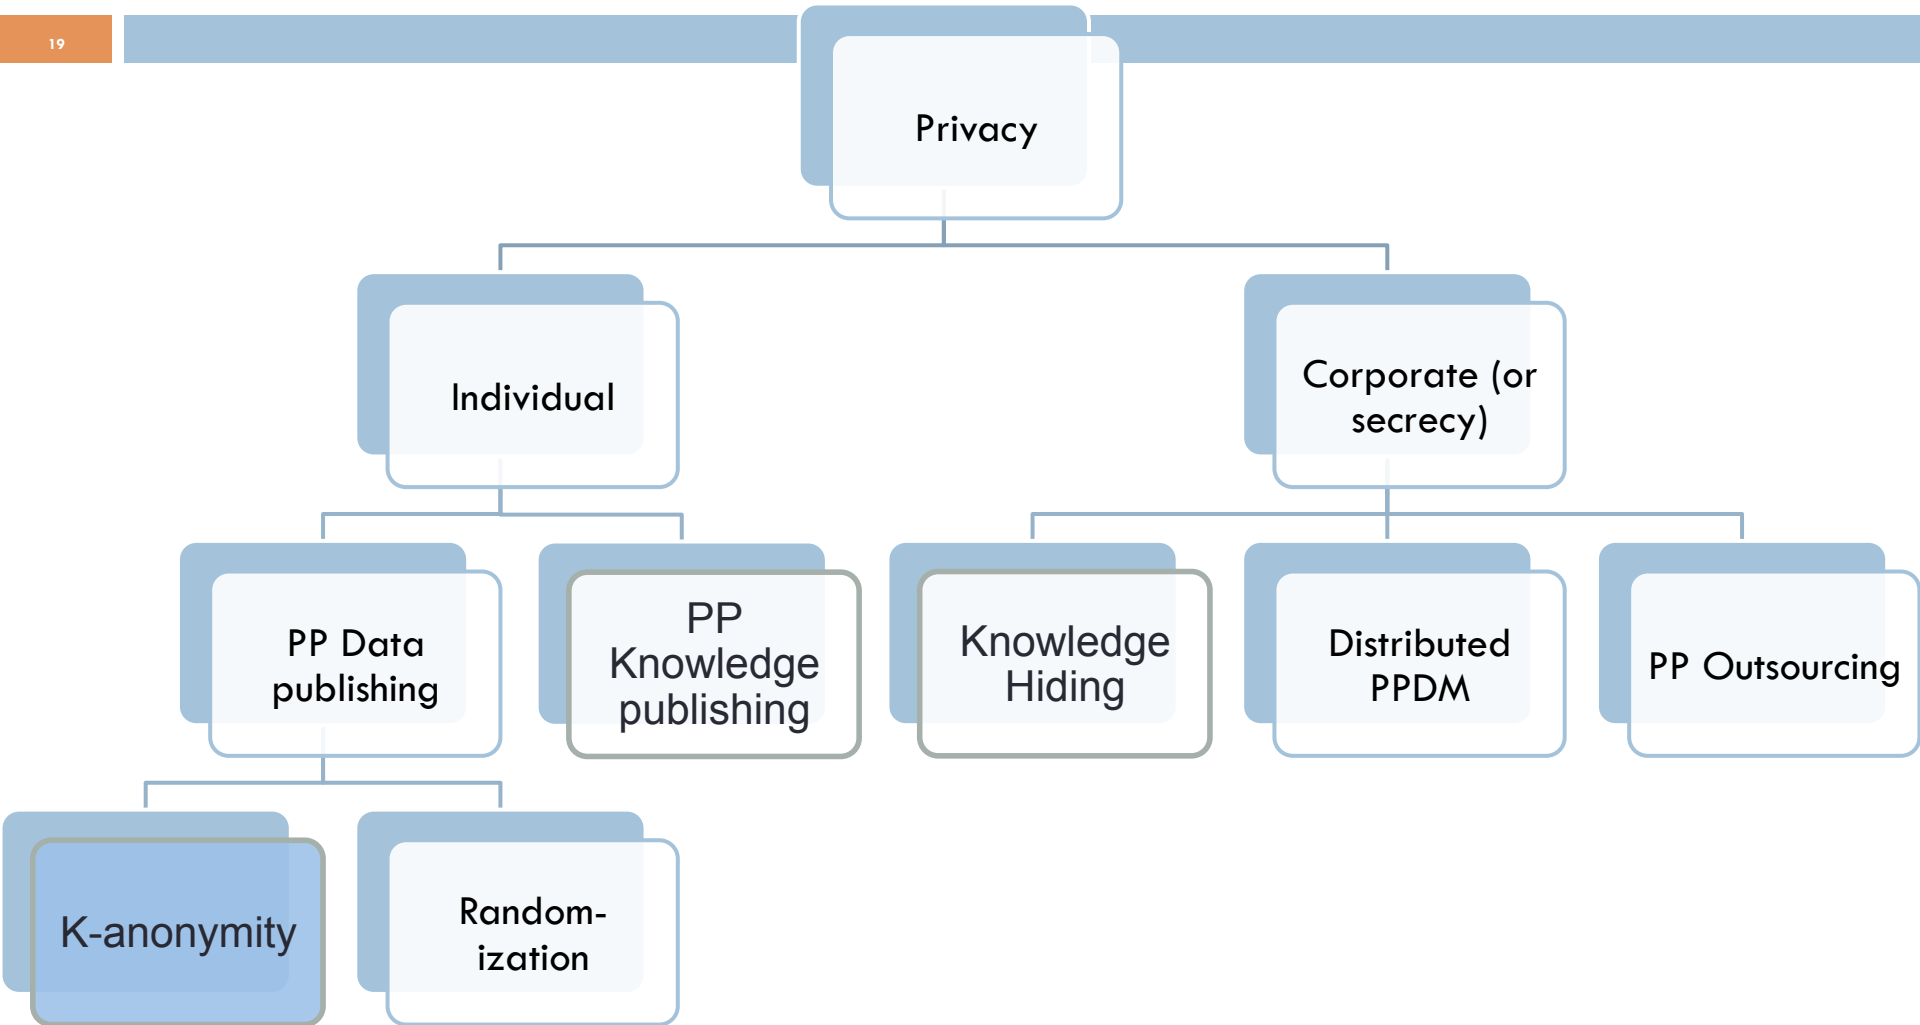 19
Privacy
Individual
Corporate (or
secrecy)
PP Data
publishing
PP
Knowledge
publishing
Knowledge
Hiding
Distributed
PPDM
PP Outsourcing
K-anonymity
Random-
ization